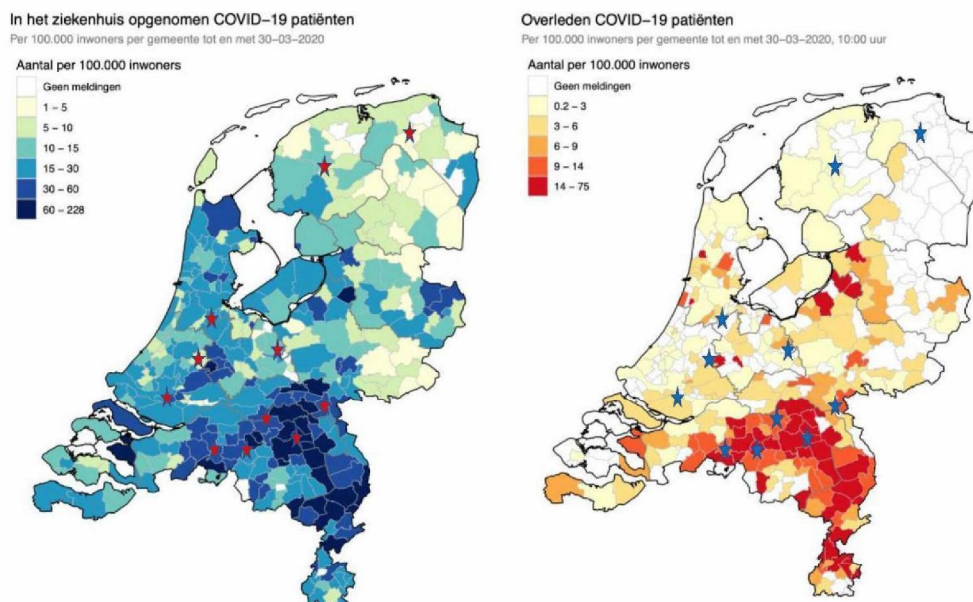 In het ziekenhuis opgenomen COVID−19 patiënten
Per 100.000 inwoners per gemeente tot en met 30−03−2020
Aantal per 100.000 inwoners
Geen meldingen
1 − 5
5 − 10
10 − 15
15 − 30
30 − 60
60 − 228
Overleden COVID−19 patiënten
Per 100.000 inwoners per gemeente tot en met 30−03−2020, 10:00 uur
Aantal per 100.000 inwoners
Geen meldingen
0.2 − 3
3 − 6
6 − 9
9 − 14
14 − 75